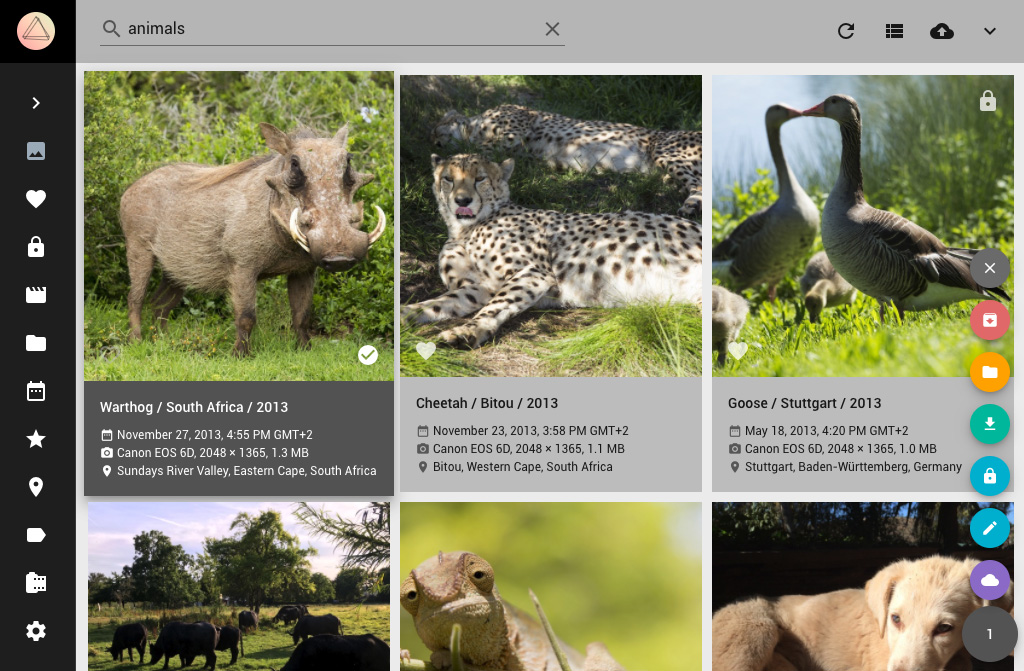 animals
Warthog / South Africa / 2013
November 27, 2013, 4:55 PM GMT+2
Canon EOS 6D, 2048 × 1365, 1.3 MB
Sundays River Valley, Eastern Cape, South Africa
Cheetah / Bitou / 2013
November 23, 2013, 3:58 PM GMT+2
Canon EOS 6D, 2048 × 1365, 1.1 MB
Bitou, Western Cape, South Africa
Goose / Stuttgart / 2013
May 18, 2013, 4:20 PM GMT+2
Canon EOS 6D, 2048 × 1365, 1.0 MB
Stuttgart, Baden-Württemberg, Germany
1